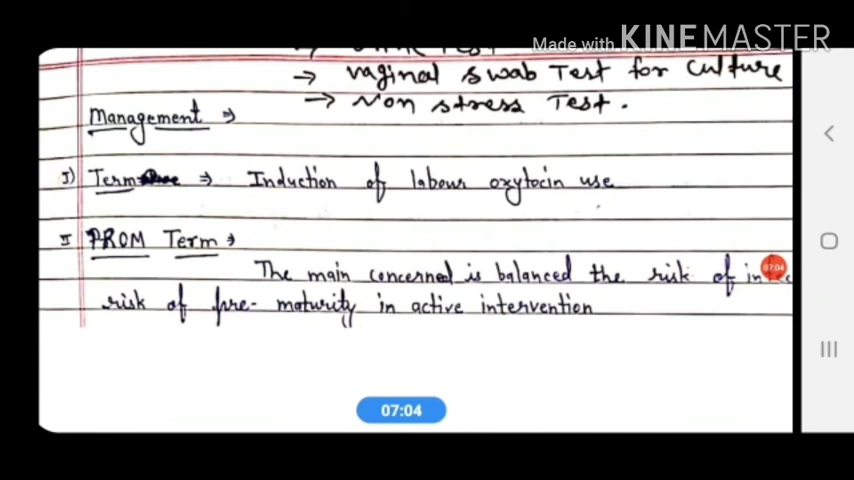 Made with KINEMASTER
→ vaginal swab Test for culture
→ Non stress Test.
Management ⇒
I) Term ⇒ Induction of labour oxytocin use
II PROM Term →
The main concerned is balanced the risk of
07:04
risk of pre-maturity in active intervention
07:04